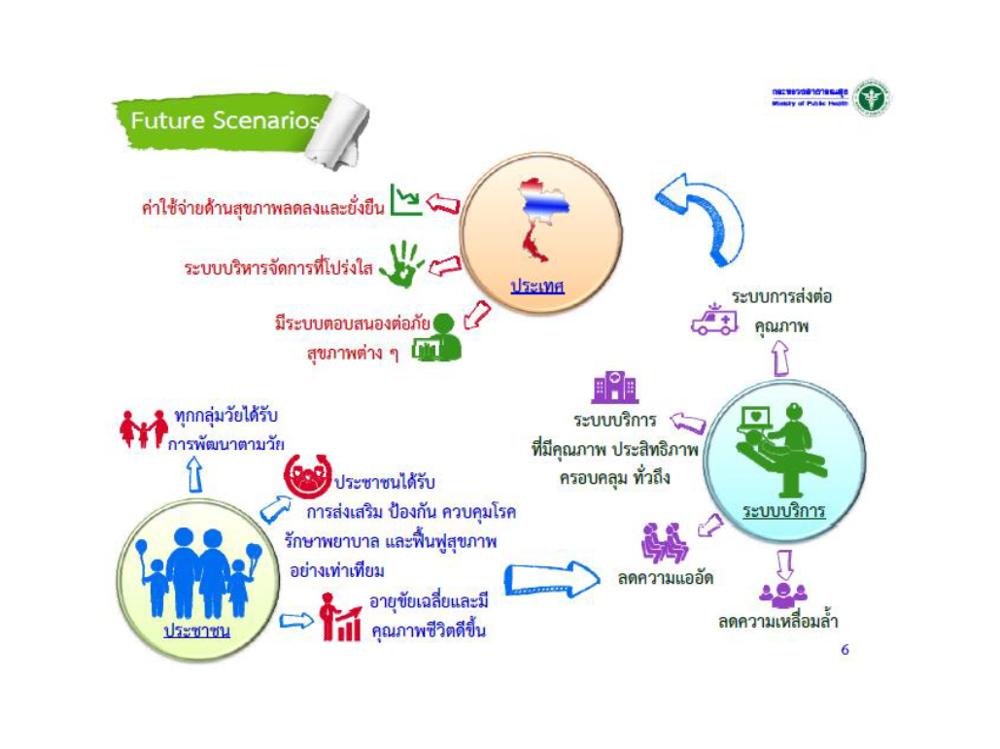 Future Scenarios
กระทรวงสาธารณสุข
Ministry of Public Health
ค่าใช้จ่ายด้านสุขภาพลดลงและยั่งยืน
ระบบบริหารจัดการที่โปร่งใส
มีระบบตอบสนองต่อภัย
สุขภาพต่าง ๆ
ประเทศ
ระบบการส่งต่อ
คุณภาพ
ระบบบริการ
ที่มีคุณภาพ ประสิทธิภาพ
ครอบคลุม ทั่วถึง
ระบบบริการ
ลดความแออัด
ลดความเหลื่อมล้ำ
ทุกกลุ่มวัยได้รับ
การพัฒนาตามวัย
ประชาชนได้รับ
การส่งเสริม ป้องกัน ควบคุมโรค
รักษาพยาบาล และฟื้นฟูสุขภาพ
อย่างเท่าเทียม
อายุขัยเฉลี่ยและมี
คุณภาพชีวิตดีขึ้น
ประชาชน
6